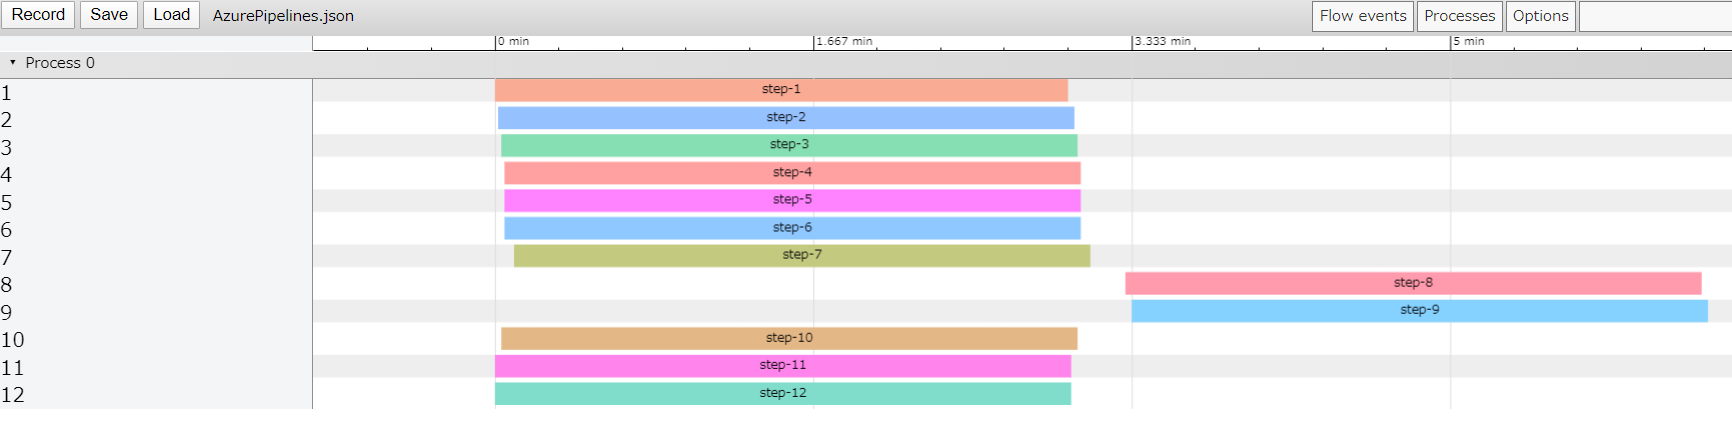 Record Save Load AzurePipelines.json Flow events Processes Options
0 min 1.667 min 3.333 min 5 min
Process 0
1 step-1
2 step-2
3 step-3
4 step-4
5 step-5
6 step-6
7 step-7
8 step-8
9 step-9
10 step-10
11 step-11
12 step-12